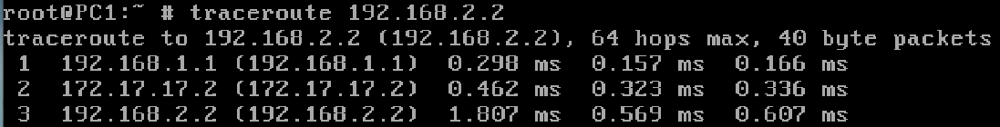 root@PC1:~ # traceroute 192.168.2.2
traceroute to 192.168.2.2 (192.168.2.2), 64 hops max, 40 byte packets
 1  192.168.1.1 (192.168.1.1)  0.298 ms  0.157 ms  0.166 ms
 2  172.17.17.2 (172.17.17.2)  0.462 ms  0.323 ms  0.336 ms
 3  192.168.2.2 (192.168.2.2)  1.807 ms  0.569 ms  0.607 ms